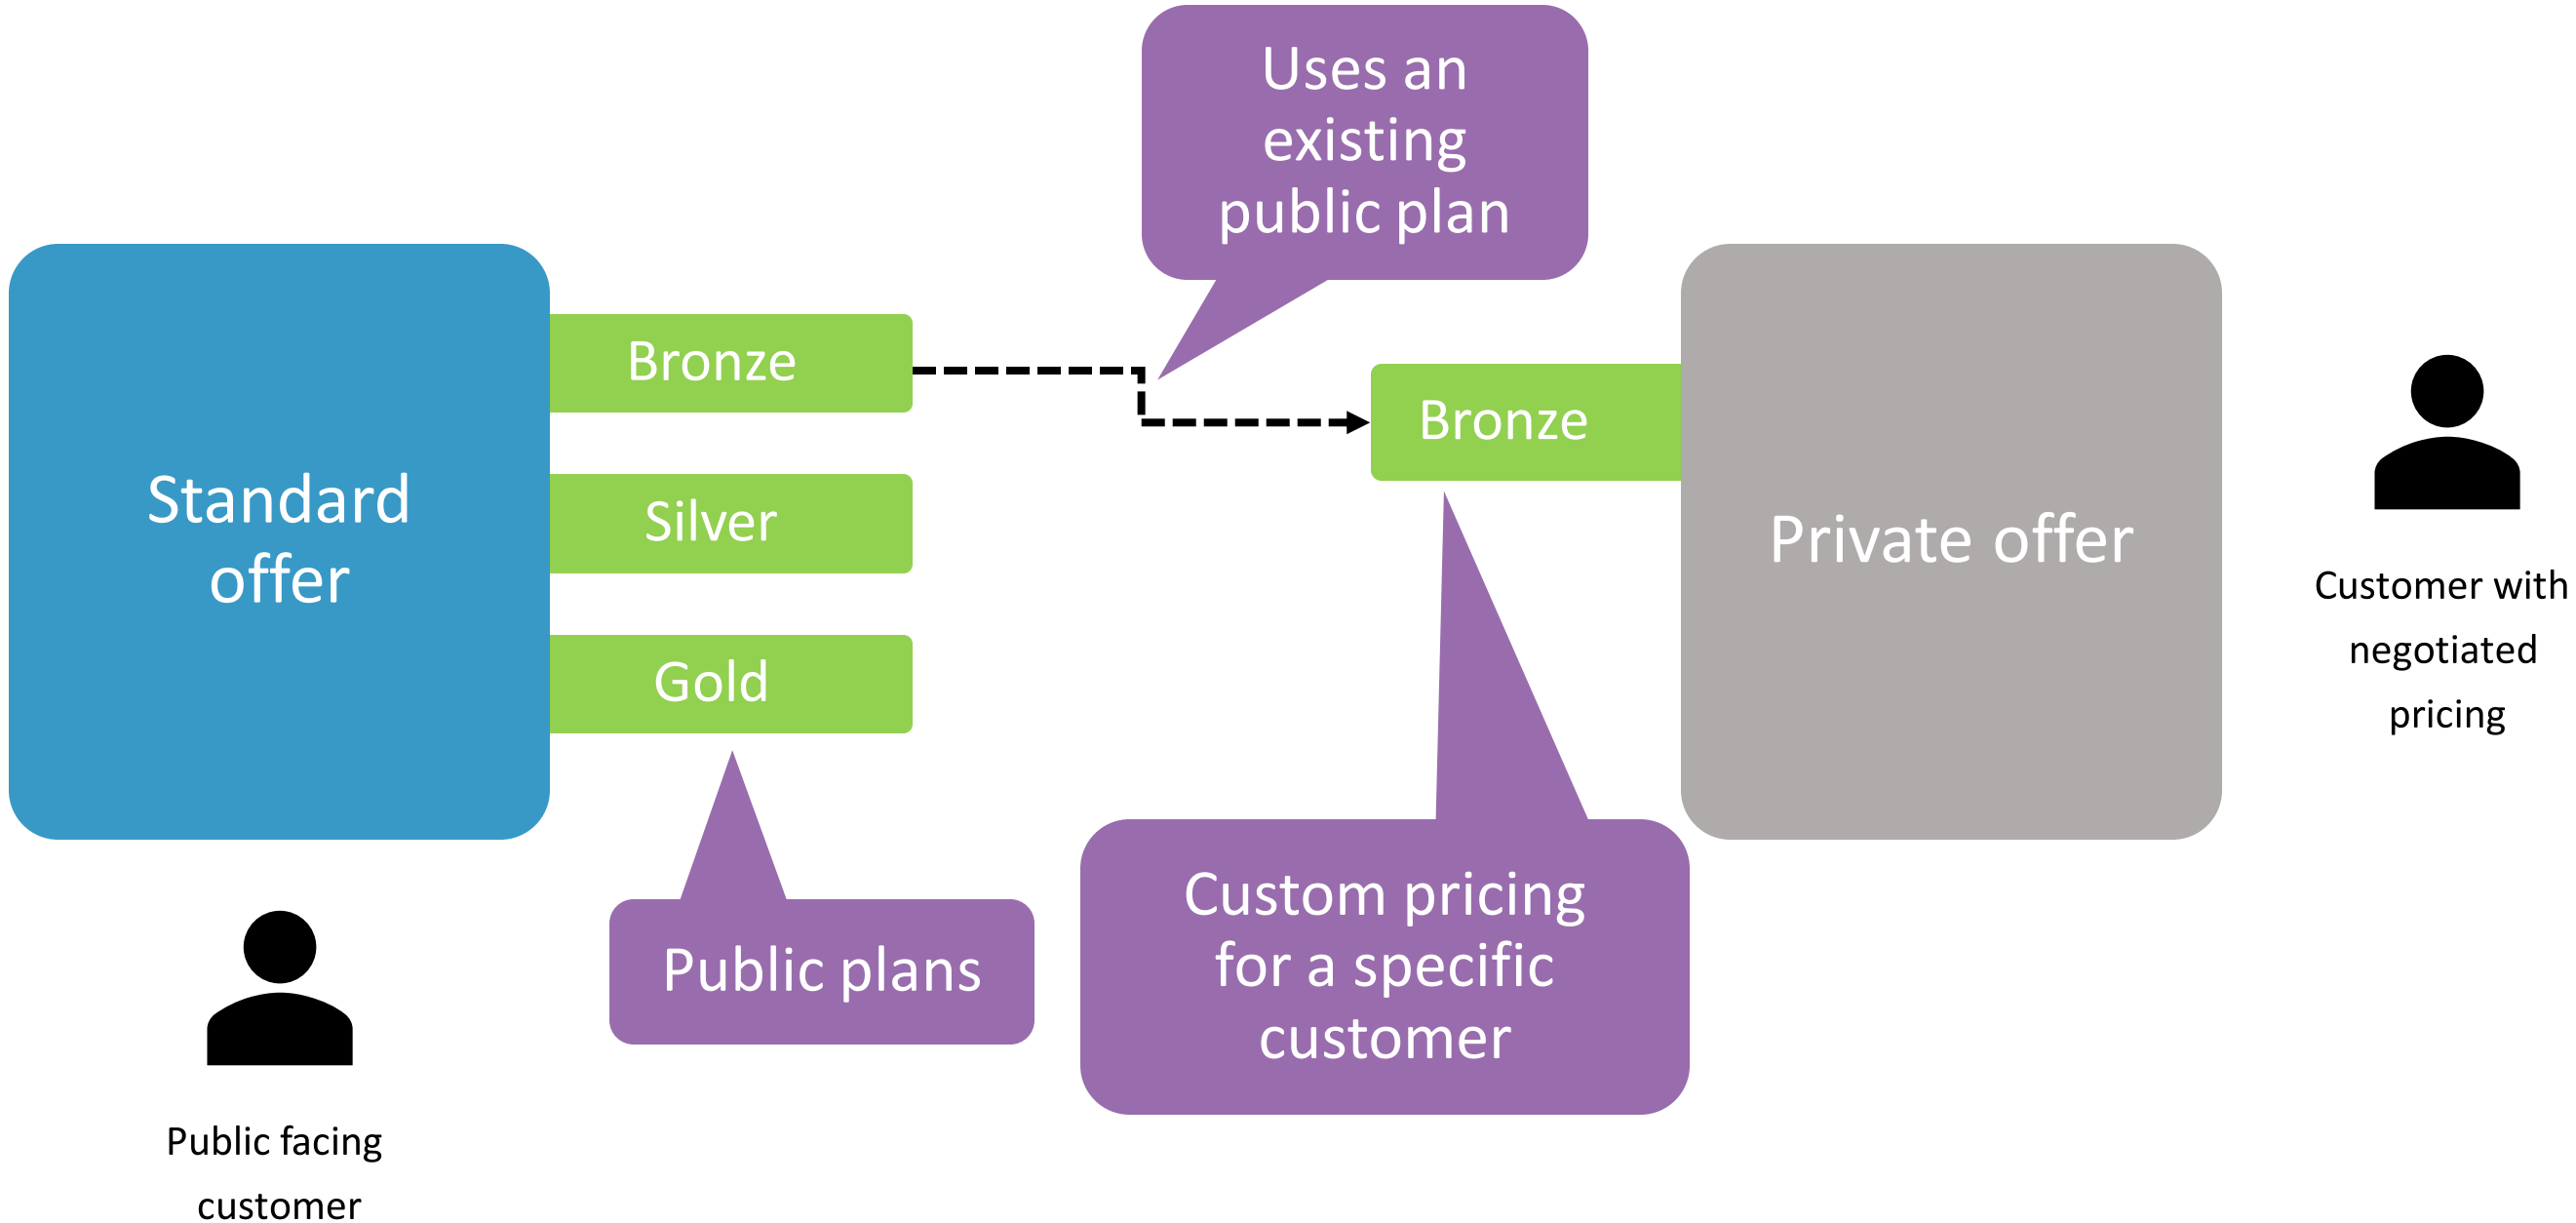 Uses an
existing
public plan
Standard
offer
Bronze
Silver
Gold
Bronze
Private offer
Customer with
negotiated
pricing
Public plans
Custom pricing
for a specific
customer
Public facing
customer